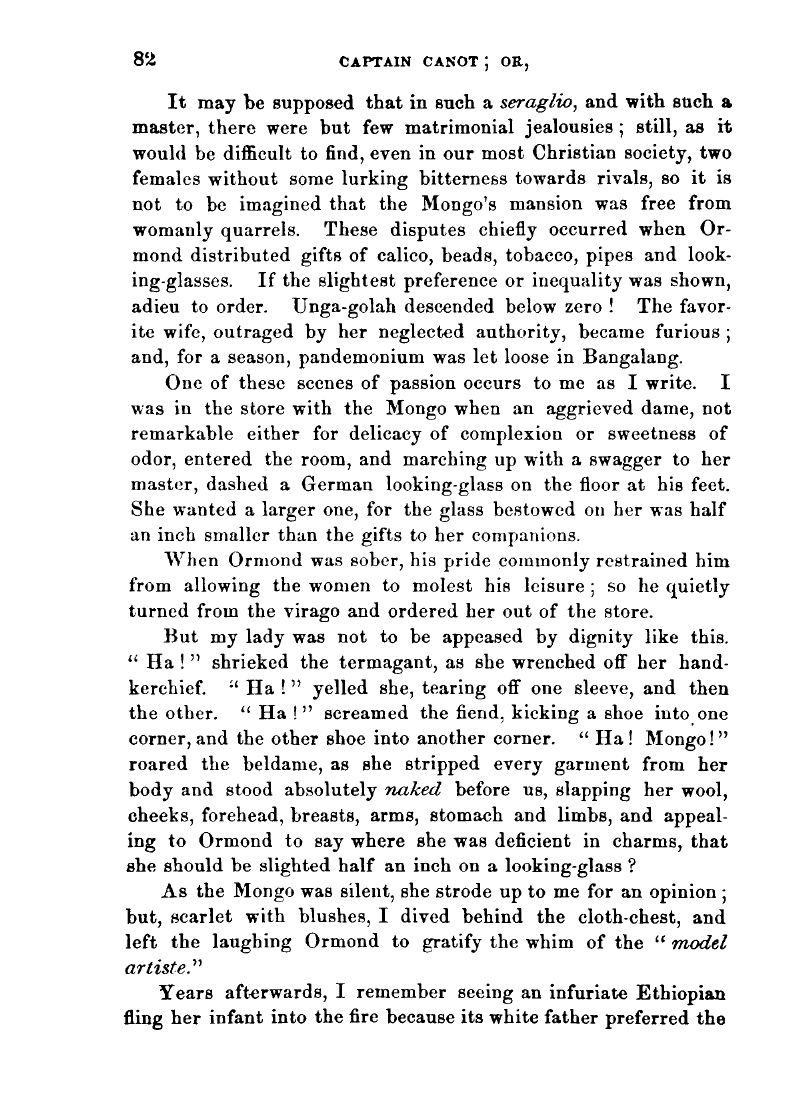 82 CAPTAIN CANOT; OR,
It may be supposed that in such a seraglio, and with such a
master, there were but few matrimonial jealousies; still, as it
would be difficult to find, even in our most Christian society, two
females without some lurking bitterness towards rivals, so it is
not to be imagined that the Mongo's mansion was free from
womanly quarrels. These disputes chiefly occurred when Or-
mond distributed gifts of calico, beads, tobacco, pipes and look-
ing-glasses. If the slightest preference or inequality was shown,
adieu to order. Unga-golah descended below zero! The favor-
ite wife, outraged by her neglected authority, became furious;
and, for a season, pandemonium was let loose in Bangalang.
One of these scenes of passion occurs to me as I write. I
was in the store with the Mongo when an aggrieved dame, not
remarkable either for delicacy of complexion or sweetness of
odor, entered the room, and marching up with a swagger to her
master, dashed a German looking-glass on the floor at his feet.
She wanted a larger one, for the glass bestowed on her was half
an inch smaller than the gifts to her companions.
When Ormond was sober, his pride commonly restrained him
from allowing the women to molest his leisure; so he quietly
turned from the virago and ordered her out of the store.
But my lady was not to be appeased by dignity like this.
"Ha!" shrieked the termagant, as she wrenched off her hand-
kerchief. "Ha!" yelled she, tearing off one sleeve, and then
the other. "Ha!" screamed the fiend, kicking a shoe into one
corner, and the other shoe into another corner. "Ha! Mongo!"
roared the beldame, as she stripped every garment from her
body and stood absolutely naked before us, slapping her wool,
cheeks, forehead, breasts, arms, stomach and limbs, and appeal-
ing to Ormond to say where she was deficient in charms, that
she should be slighted half an inch on a looking-glass?
As the Mongo was silent, she strode up to me for an opinion;
but, scarlet with blushes, I dived behind the cloth-chest, and
left the laughing Ormond to gratify the whim of the "model
artiste."
Years afterwards, I remember seeing an infuriate Ethiopian
fling her infant into the fire because its white father preferred the